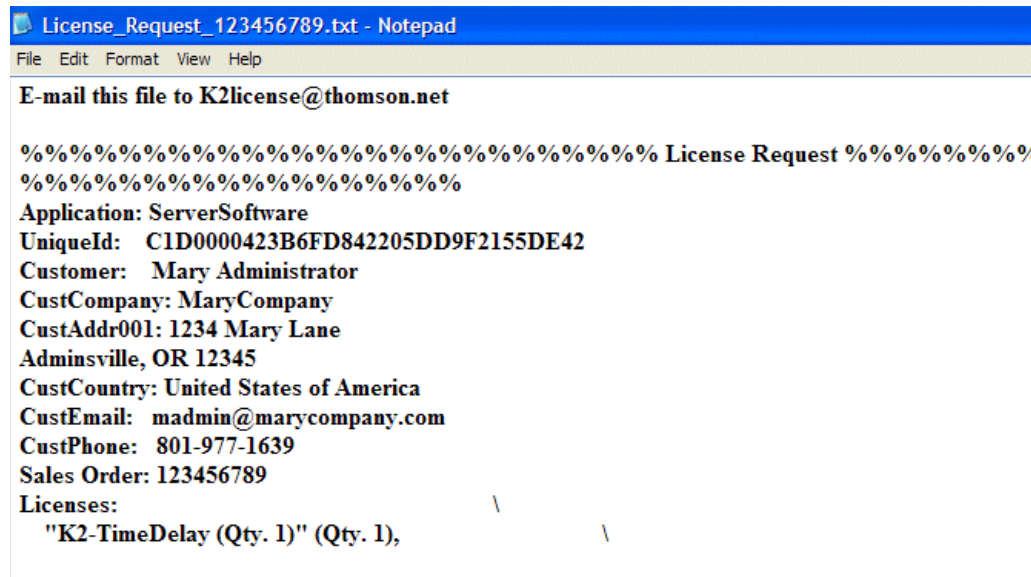 License_Request_123456789.txt - Notepad
File Edit Format View Help
E-mail this file to K2license@thomson.net
%%%%%%%%%%%%%%%%%%%%%%%%%% License Request %%%%%%%%
%%%%%%%%%%%%%%%%%%
Application: ServerSoftware
UniqueId: C1D0000423B6FD842205DD9F2155DE42
Customer: Mary Administrator
CustCompany: MaryCompany
CustAddr001: 1234 Mary Lane
Adminsville, OR 12345
CustCountry: United States of America
CustEmail: madmin@marycompany.com
CustPhone: 801-977-1639
Sales Order: 123456789
Licenses: \
"K2-TimeDelay (Qty. 1)" (Qty. 1), \